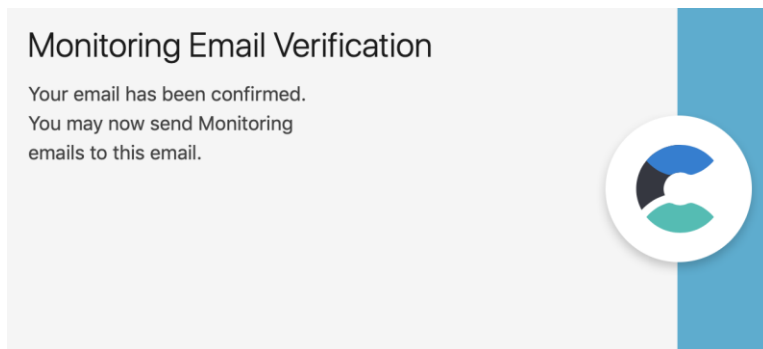 Monitoring Email Verification
Your email has been confirmed.
You may now send Monitoring
emails to this email.